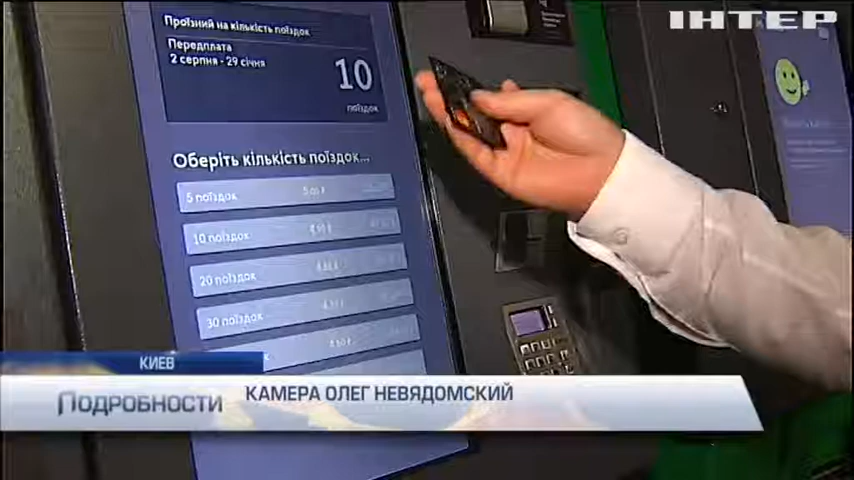 ІНТЕР
Проїзний на кількість поїздок
Передплата
2 серпня - 29 січня
10
поїздок
Оберіть кількість поїздок...
5 поїздок
10 поїздок
20 поїздок
30 поїздок
КИЕВ
ПОДРОБНОСТИ
КАМЕРА ОЛЕГ НЕВЯДОМСКИЙ